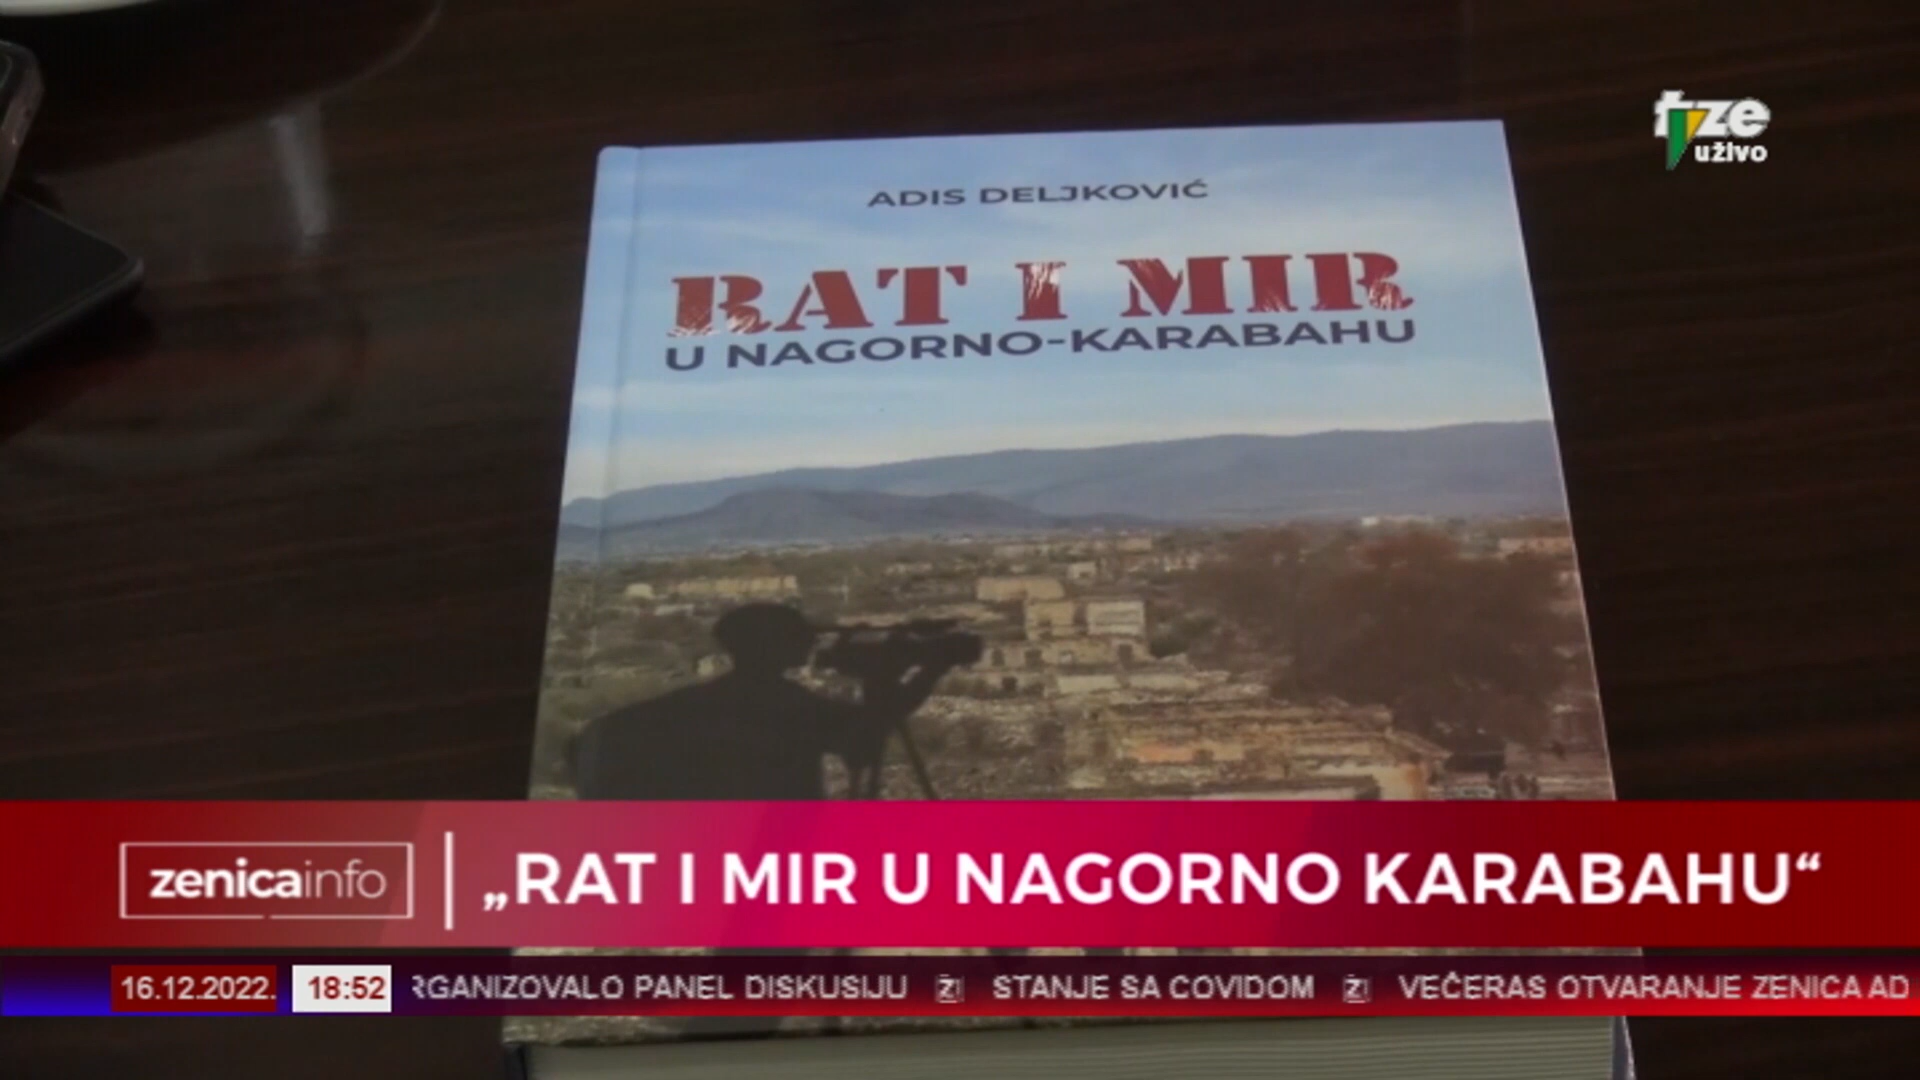 rtvze
uživo
ADIS DELJKOVIĆ
RAT I MIR
U NAGORNO-KARABAHU
zenicainfo
„RAT I MIR U NAGORNO KARABAHU“
16.12.2022. 18:52 RGANIZOVALO PANEL DISKUSIJU ž! STANJE SA COVIDOM ž! VEČERAS OTVARANJE ZENICA AD